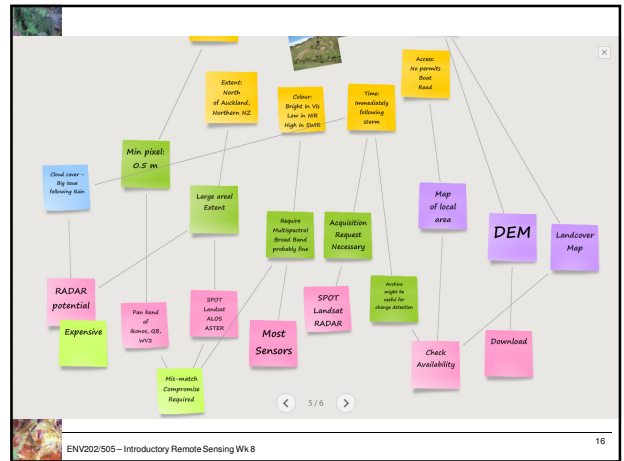 Access:
No permits
Boat
Road
Extent:
North
of Auckland,
Northern NZ
Colour:
Bright in Vis
Low in NIR
High in SWIR
Time:
Immediately
following
storm
Min pixel:
0.5 m
Cloud cover –
Big issue
following Rain
Large areal
Extent
Require
Multispectral
Broad Band
probably fine
Acquisition
Request
Necessary
Map
of local
area
DEM
Landcover
Map
RADAR
potential
Expensive
Pan band
of
Ikonos, QB,
WV2
SPOT
Landsat
ALOS
ASTER
Most
Sensors
SPOT
Landsat
RADAR
Archive
might be
useful for
change detection
Check
Availability
Download
Mis-match
Compromise
Required
5 / 6
ENV202/505 – Introductory Remote Sensing Wk 8
16